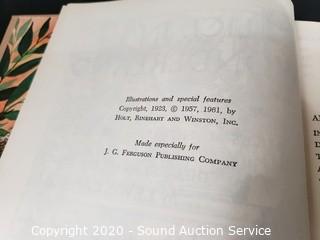 Illustrations and special features
Copyright, 1923, © 1957, 1961, by
HOLT, RINEHART AND WINSTON, INC.
Made especially for
J. G. FERGUSON PUBLISHING COMPANY
Copyright 2020 - Sound Auction Service